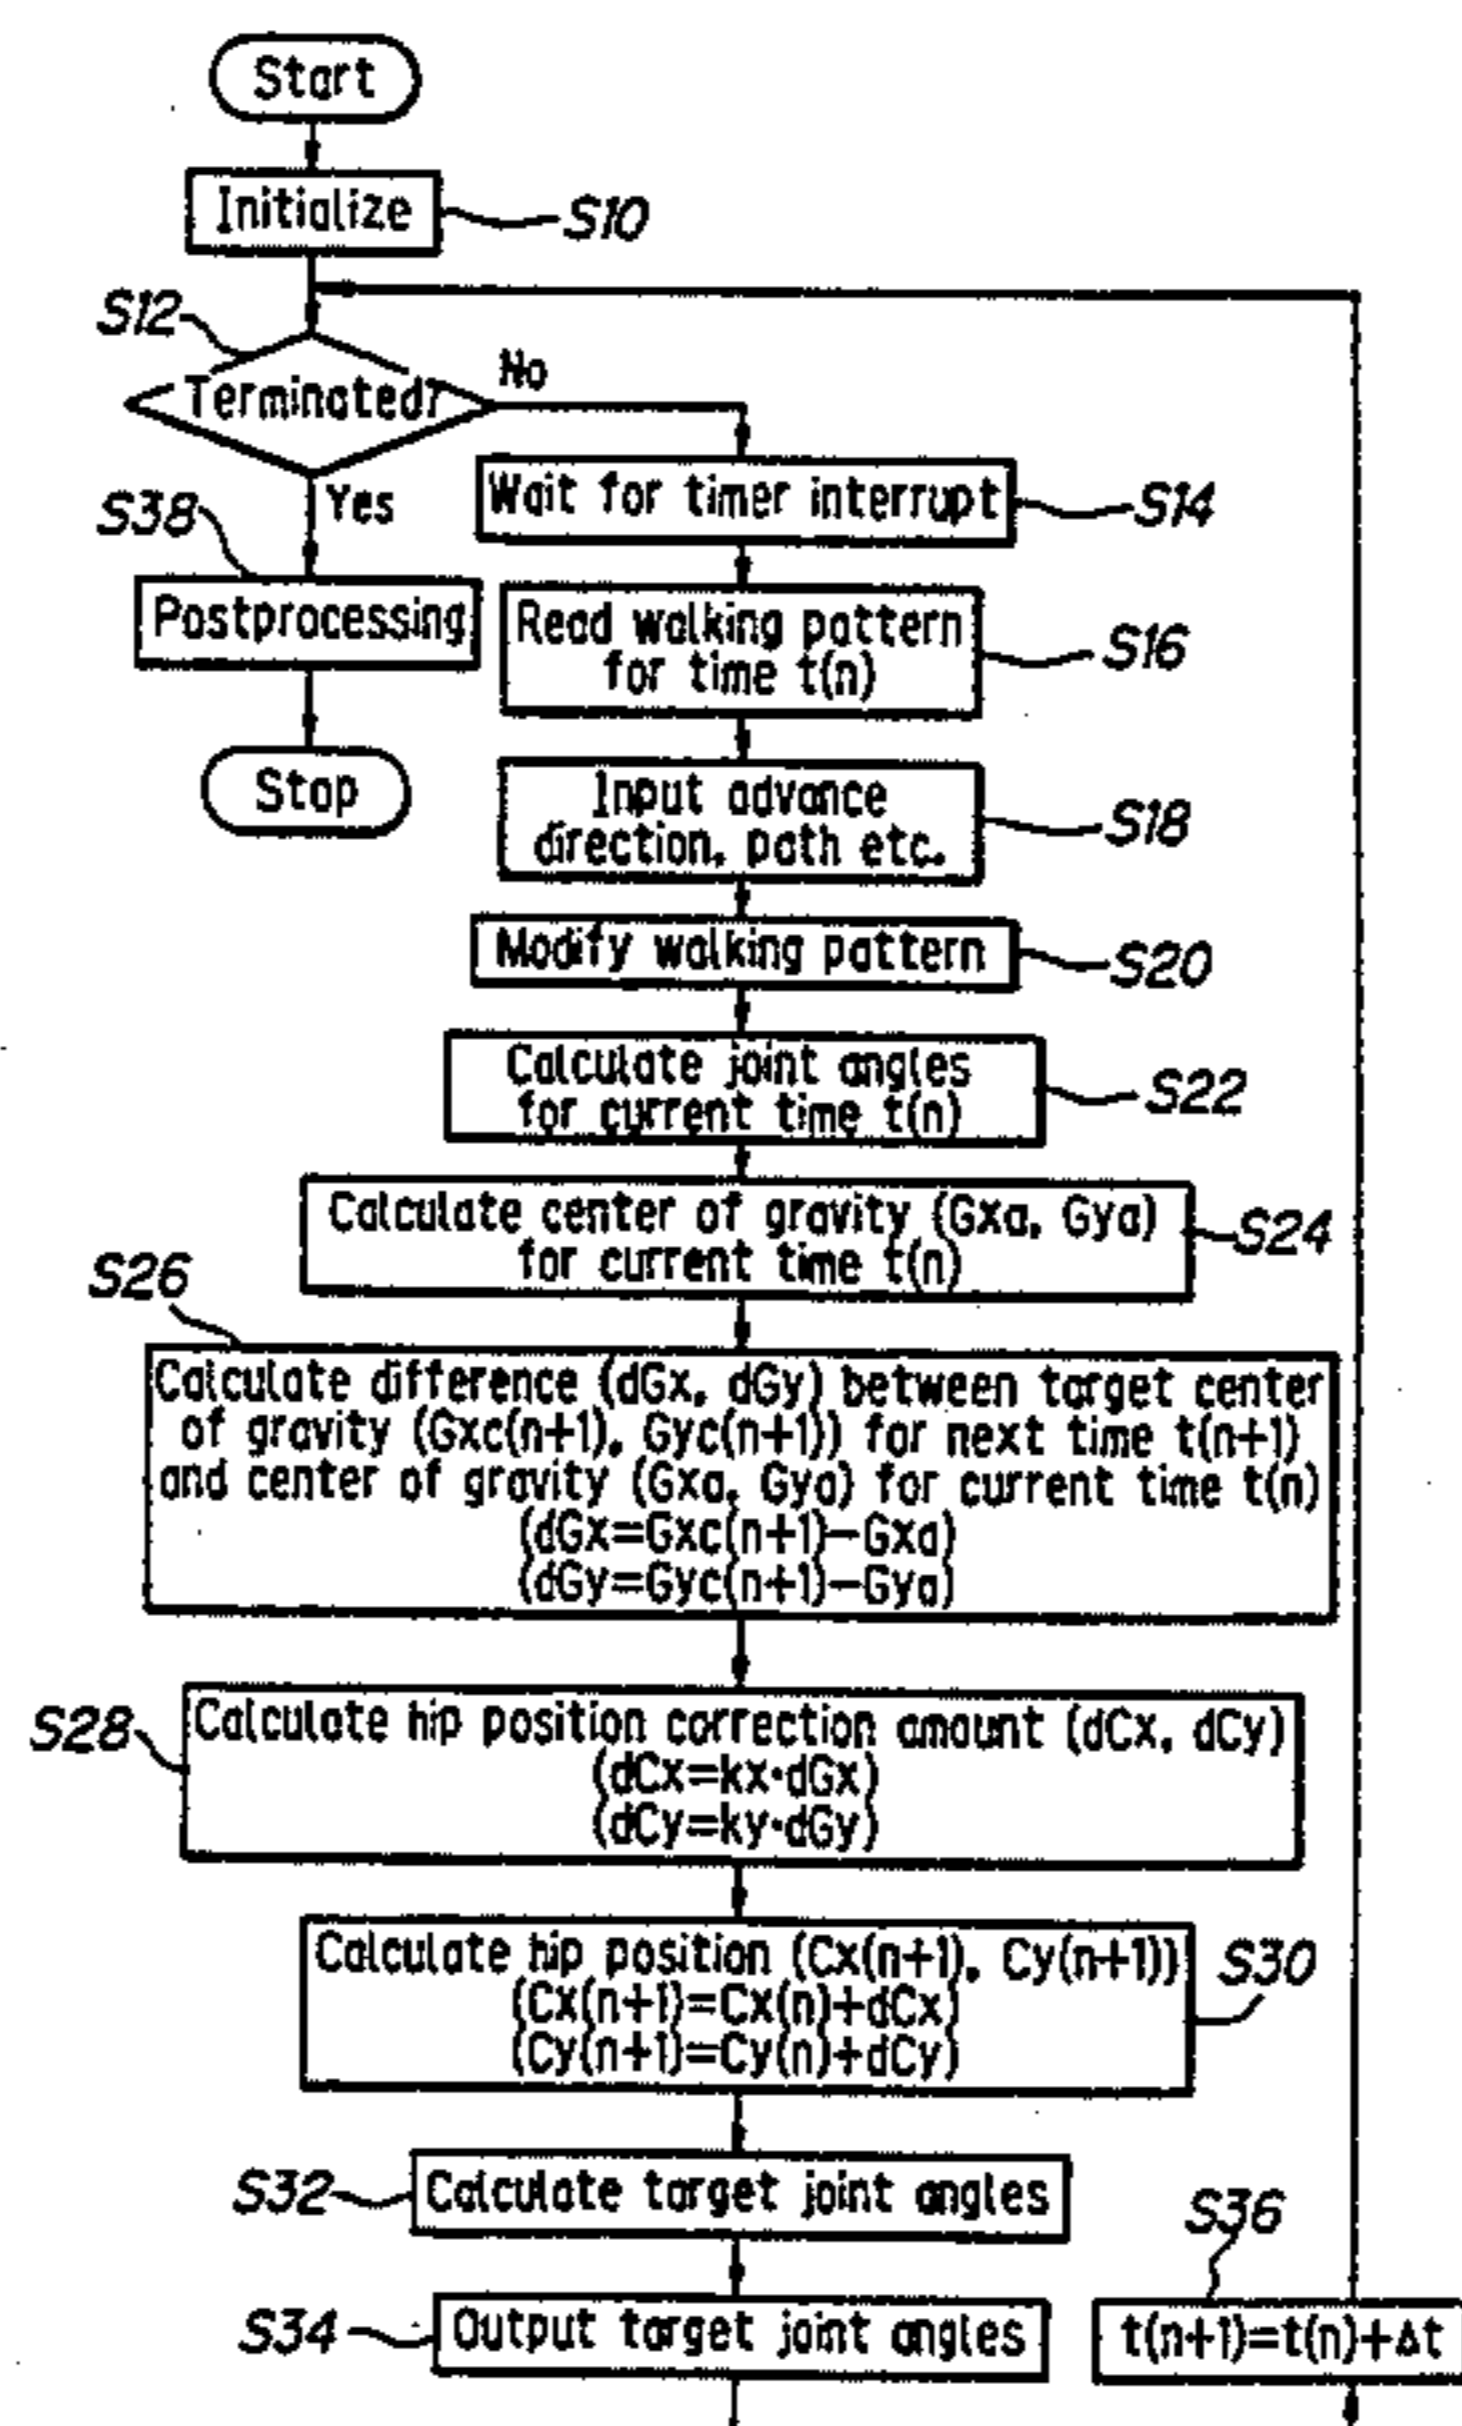 Start
Initialize
S10
S12
Terminated?
No
Yes
Wait for timer interrupt
S14
S38
Postprocessing
Read walking pattern
for time t(n)
S16
Stop
Input advance
direction, path etc.
S18
Modify walking pattern
S20
Calculate joint angles
for current time t(n)
S22
Calculate center of gravity (Gxa, Gya)
for current time t(n)
S24
S26
Calculate difference (dGx, dGy) between target center
of gravity (Gxc(n+1), Gyc(n+1)) for next time t(n+1)
and center of gravity (Gxa, Gya) for current time t(n)
(dGx=Gxc(n+1)-Gxa)
(dGy=Gyc(n+1)-Gya)
S28
Calculate hip position correction amount (dCx, dCy)
(dCx=kx·dGx)
(dCy=ky·dGy)
Calculate hip position (Cx(n+1), Cy(n+1))
(Cx(n+1)=Cx(n)+dCx)
(Cy(n+1)=Cy(n)+dCy)
S30
S32
Calculate target joint angles
S36
S34
Output target joint angles
t(n+1)=t(n)+Δt